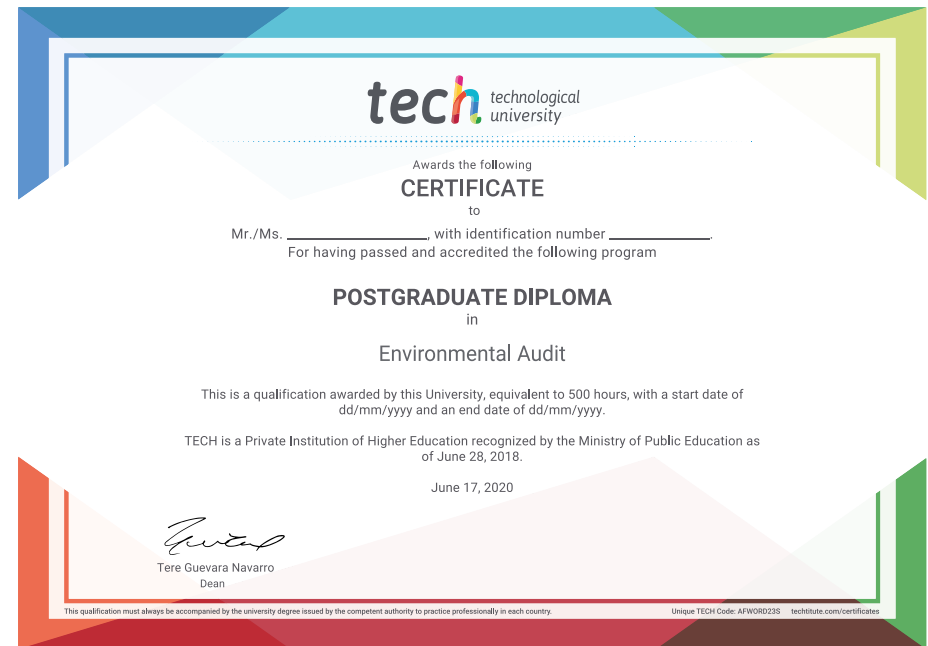 tech technological
university
Awards the following
CERTIFICATE
to
Mr./Ms. ____________________, with identification number ______________.
For having passed and accredited the following program
POSTGRADUATE DIPLOMA
in
Environmental Audit
This is a qualification awarded by this University, equivalent to 500 hours, with a start date of
dd/mm/yyyy and an end date of dd/mm/yyyy.
TECH is a Private Institution of Higher Education recognized by the Ministry of Public Education as
of June 28, 2018.
June 17, 2020
Tere Guevara Navarro
Dean
This qualification must always be accompanied by the university degree issued by the competent authority to practice professionally in each country.
Unique TECH Code: AFWORD23S techtitute.com/certificates